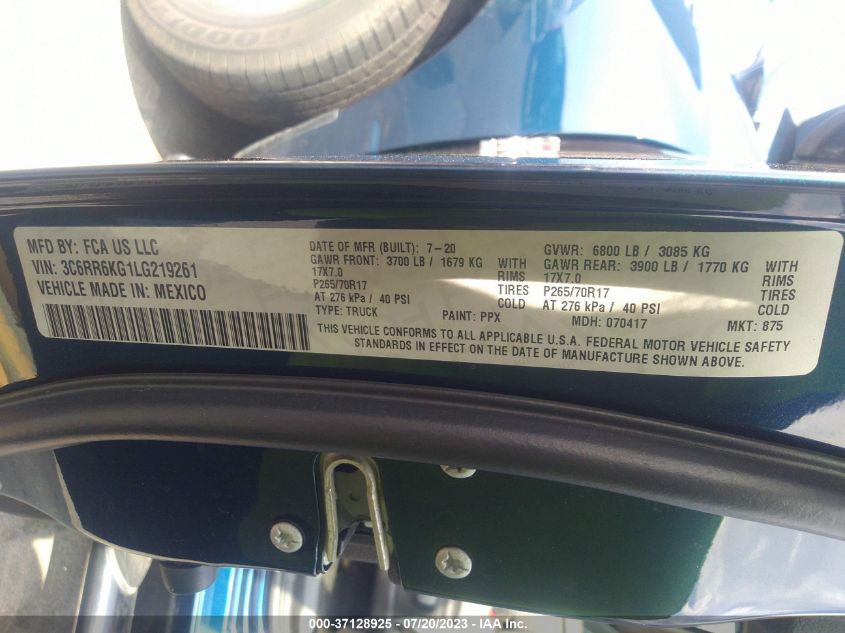 GOODYEAR
MFD BY: FCA US LLC
VIN: 3C6RR6KG1LG219261
VEHICLE MADE IN: MEXICO
DATE OF MFR (BUILT): 7-20
GVWR: 6800 LB / 3085 KG
GAWR FRONT: 3700 LB / 1679 KG WITH GAWR REAR: 3900 LB / 1770 KG WITH
17X7.0 RIMS 17X7.0 RIMS
P265/70R17 TIRES P265/70R17 TIRES
AT 276 kPa / 40 PSI COLD AT 276 kPa / 40 PSI COLD
TYPE: TRUCK PAINT: PPX MDH: 070417 MKT: 875
THIS VEHICLE CONFORMS TO ALL APPLICABLE U.S.A. FEDERAL MOTOR VEHICLE SAFETY
STANDARDS IN EFFECT ON THE DATE OF MANUFACTURE SHOWN ABOVE.
000-37128925 - 07/20/2023 - IAA Inc.